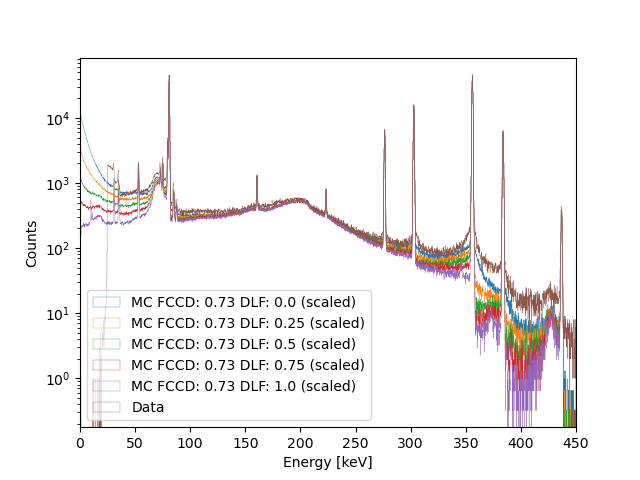 Counts
10⁴
10³
10²
10¹
10⁰
MC FCCD: 0.73 DLF: 0.0 (scaled)
MC FCCD: 0.73 DLF: 0.25 (scaled)
MC FCCD: 0.73 DLF: 0.5 (scaled)
MC FCCD: 0.73 DLF: 0.75 (scaled)
MC FCCD: 0.73 DLF: 1.0 (scaled)
Data
0 50 100 150 200 250 300 350 400 450
Energy [keV]